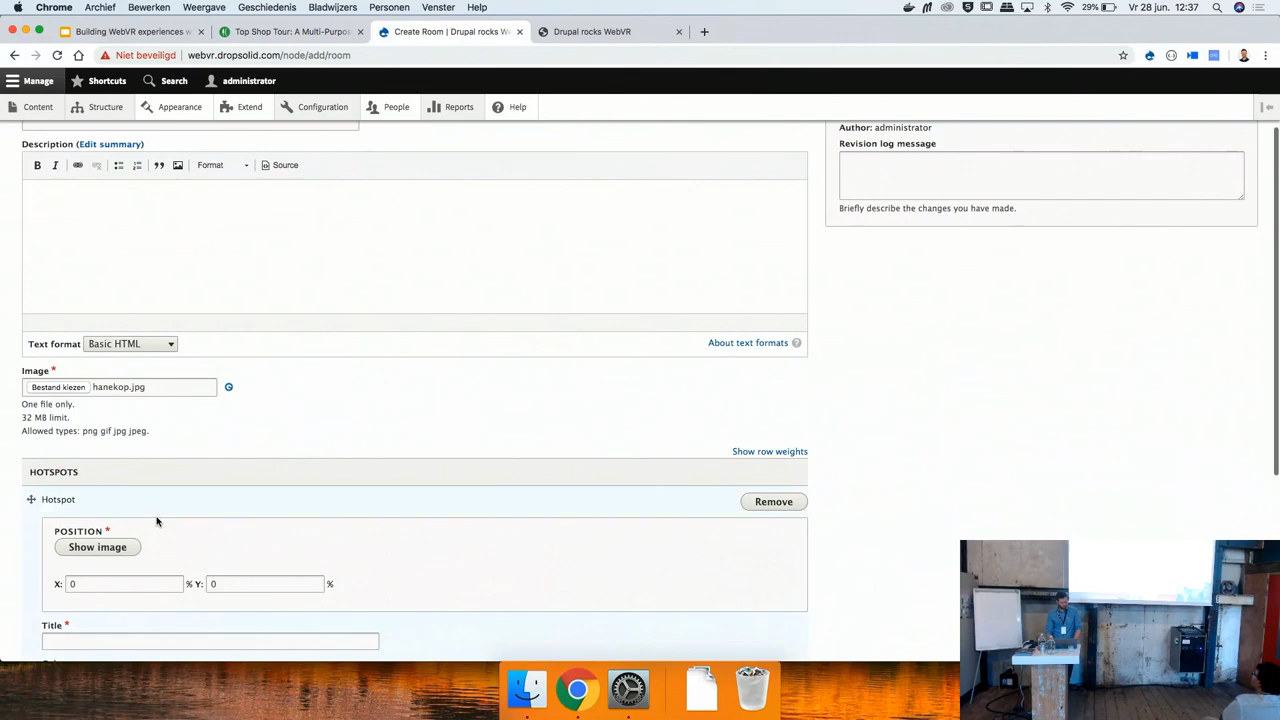 Chrome Archief Bewerken Weergave Geschiedenis Bladwijzers Personen Venster Help 29% Vr 28 jun. 12:37
Building WebVR experiences w
Top Shop Tour: A Multi-Purpos
Create Room | Drupal rocks We
Drupal rocks WebVR
Niet beveiligd webvr.dropsolid.com/node/add/room
Manage Shortcuts Search administrator
Content Structure Appearance Extend Configuration People Reports Help
Author: administrator
Description (Edit summary)
Revision log message
B I Format Source
Briefly describe the changes you have made.
Text format Basic HTML About text formats ?
Image *
Bestand kiezen hanekop.jpg
One file only.
32 MB limit.
Allowed types: png gif jpg jpeg.
Show row weights
HOTSPOTS
Hotspot Remove
POSITION *
Show image
X: 0 % Y: 0 %
Title *